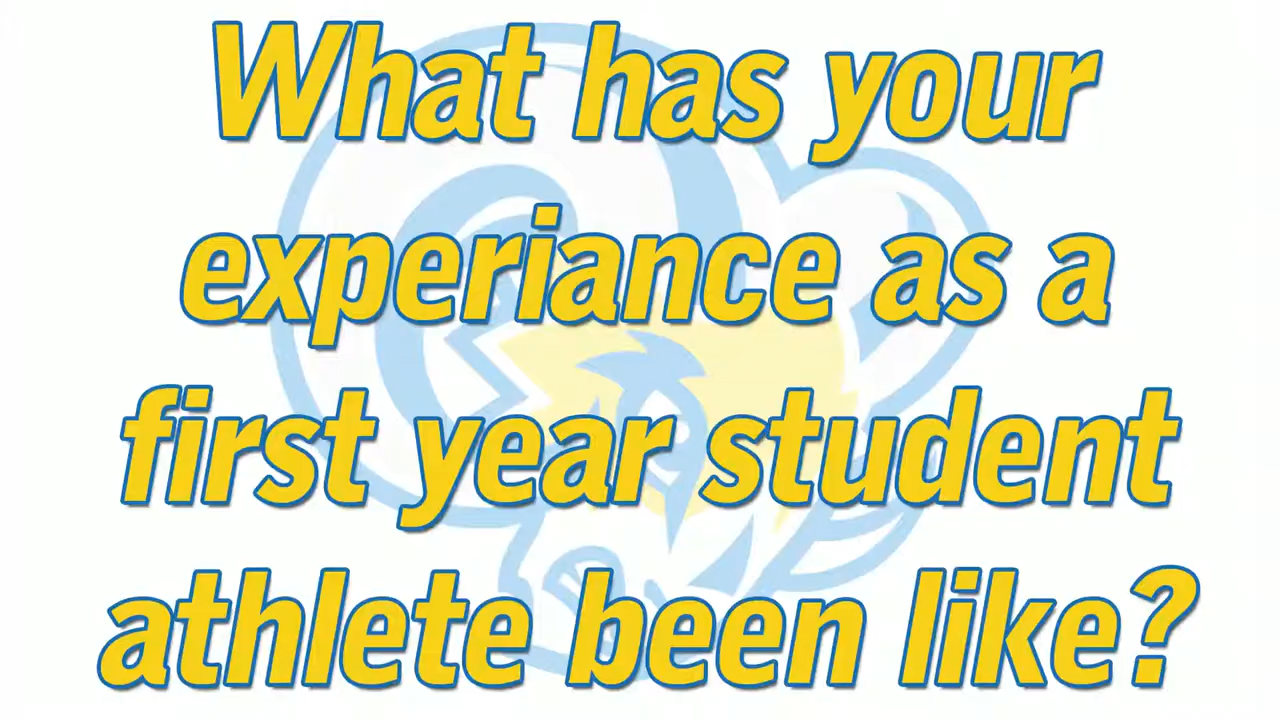 What has your
experiance as a
first year student
athlete been like?